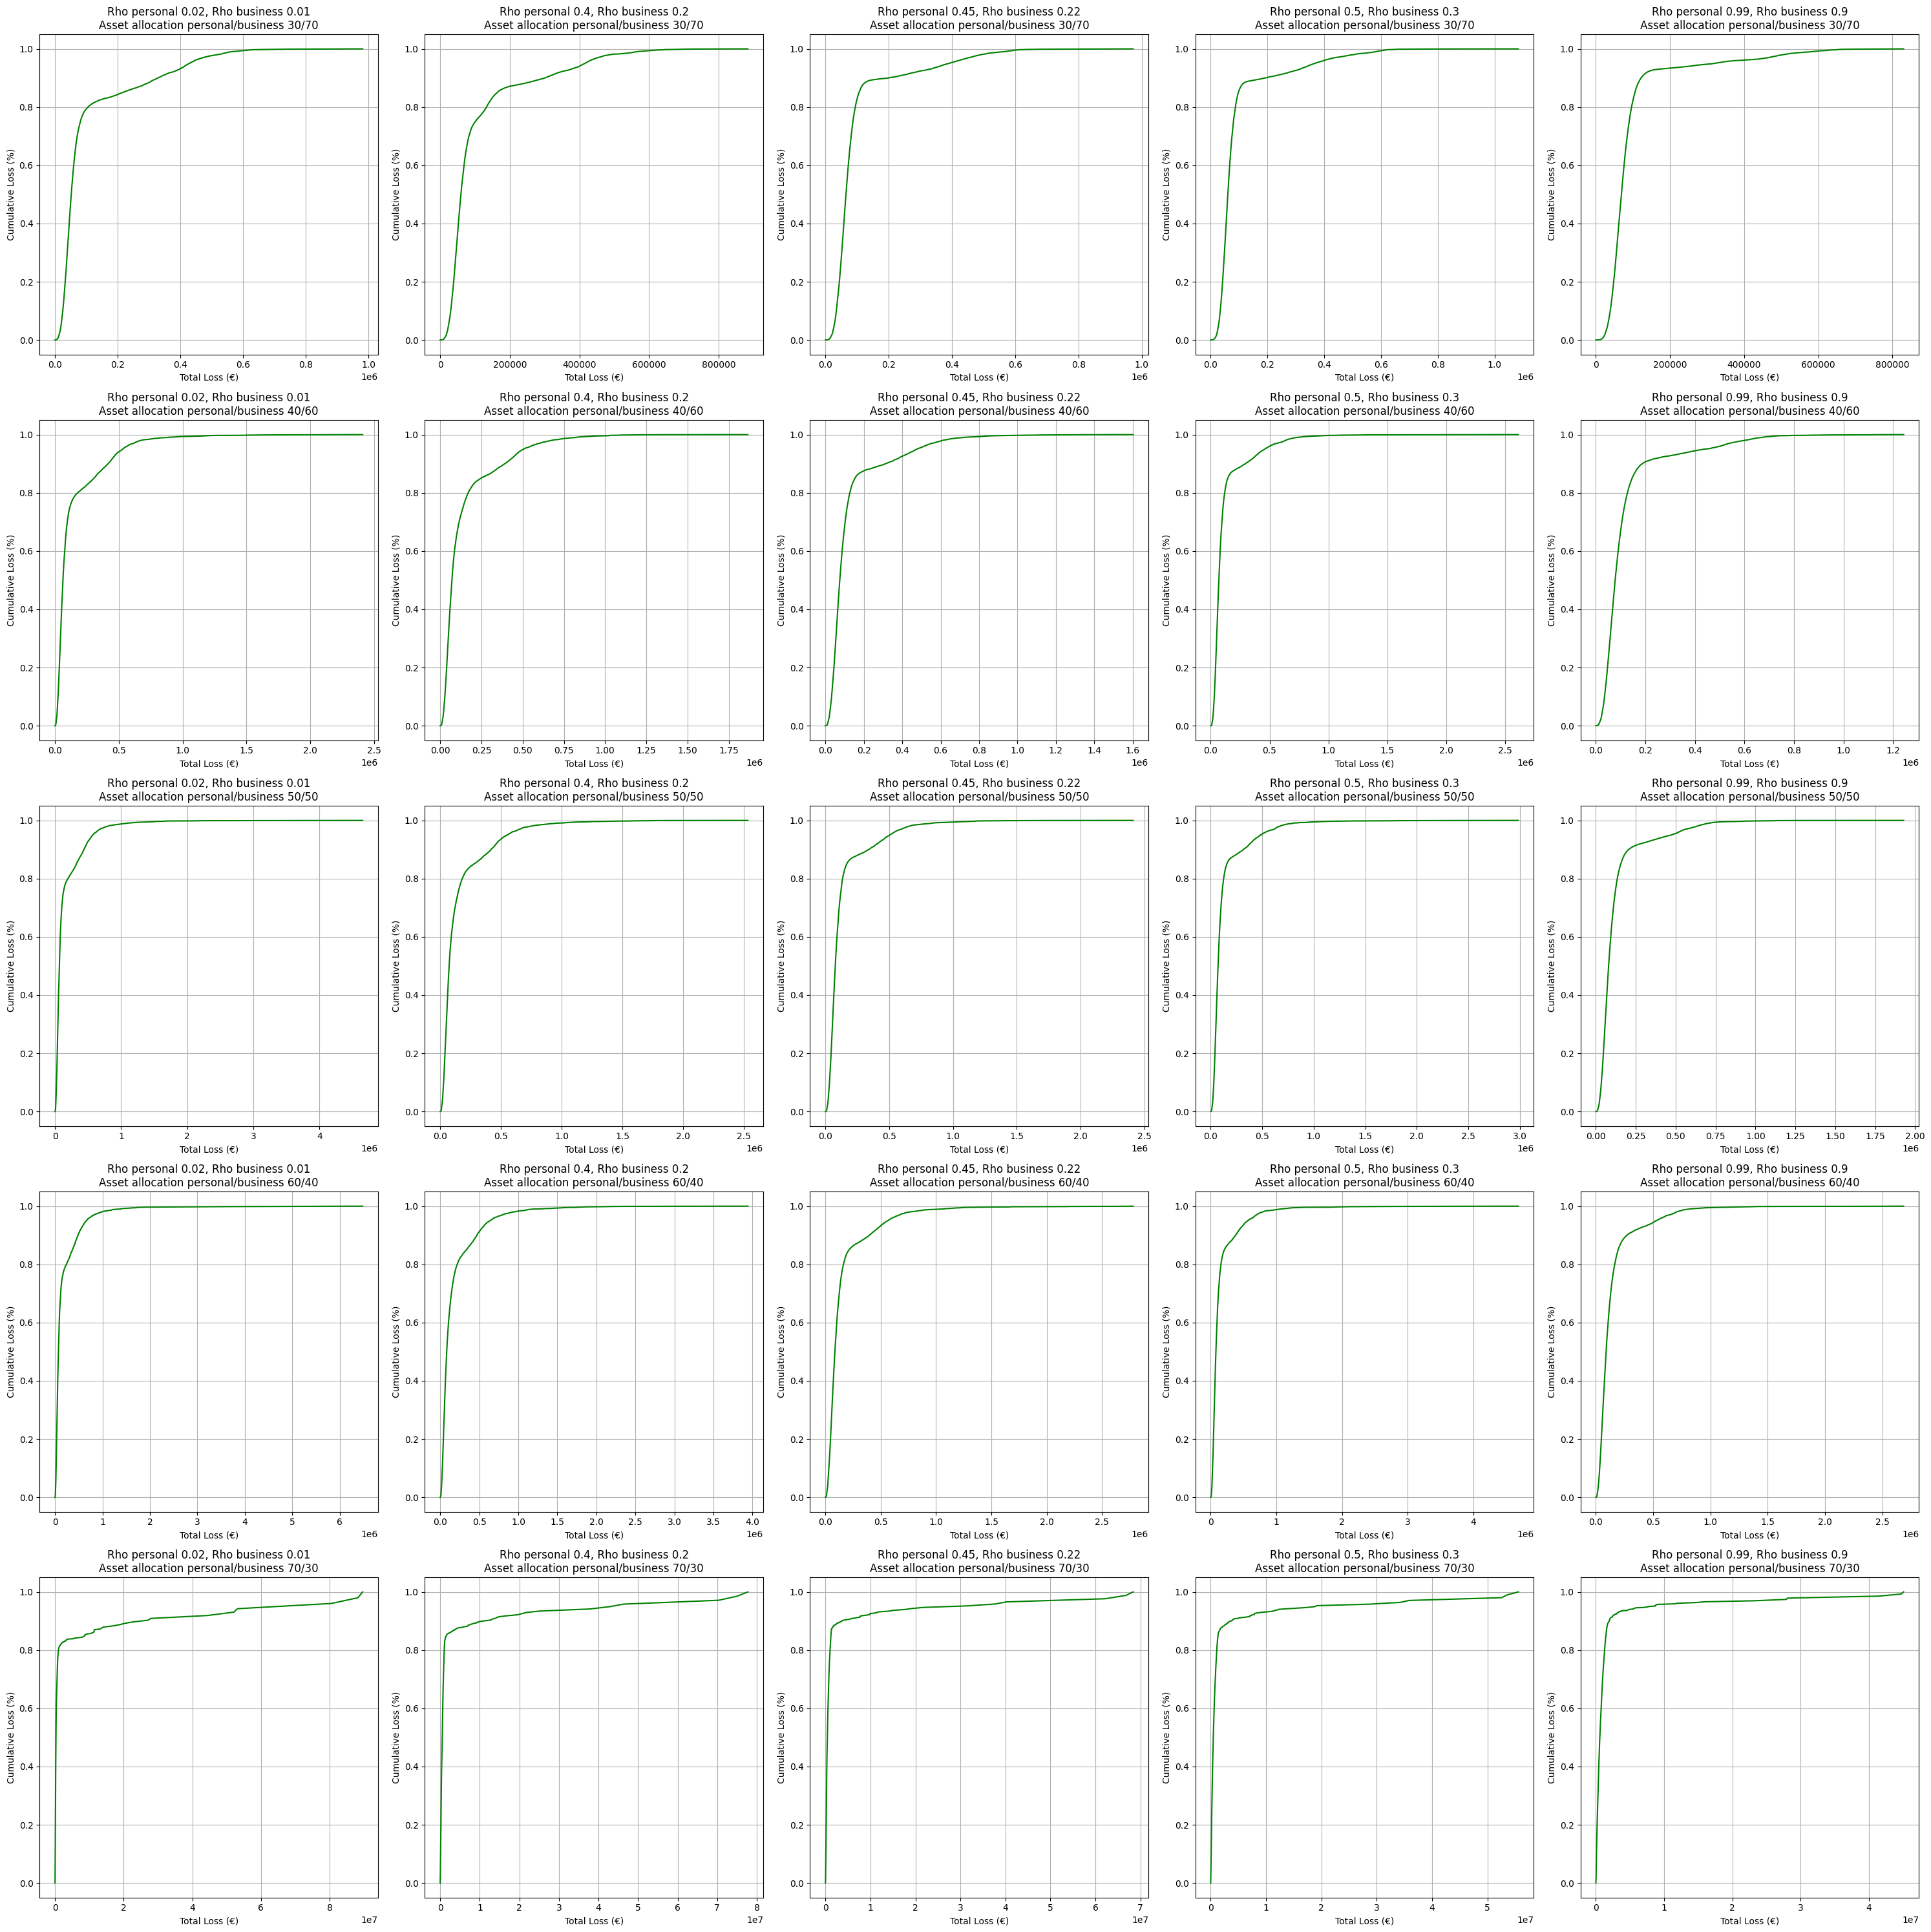 Rho personal 0.02, Rho business 0.01
Asset allocation personal/business 30/70
Cumulative Loss (%)
1.0
0.8
0.6
0.4
0.2
0.0
0.0 0.2 0.4 0.6 0.8 1.0
Total Loss (€)
1e6
Rho personal 0.4, Rho business 0.2
Asset allocation personal/business 30/70
Cumulative Loss (%)
1.0
0.8
0.6
0.4
0.2
0.0
0 200000 400000 600000 800000
Total Loss (€)
Rho personal 0.45, Rho business 0.22
Asset allocation personal/business 30/70
Cumulative Loss (%)
1.0
0.8
0.6
0.4
0.2
0.0
0.0 0.2 0.4 0.6 0.8 1.0
Total Loss (€)
1e6
Rho personal 0.5, Rho business 0.3
Asset allocation personal/business 30/70
Cumulative Loss (%)
1.0
0.8
0.6
0.4
0.2
0.0
0.0 0.2 0.4 0.6 0.8 1.0
Total Loss (€)
1e6
Rho personal 0.99, Rho business 0.9
Asset allocation personal/business 30/70
Cumulative Loss (%)
1.0
0.8
0.6
0.4
0.2
0.0
0 200000 400000 600000 800000
Total Loss (€)
Rho personal 0.02, Rho business 0.01
Asset allocation personal/business 40/60
Cumulative Loss (%)
1.0
0.8
0.6
0.4
0.2
0.0
0.0 0.5 1.0 1.5 2.0 2.5
Total Loss (€)
1e6
Rho personal 0.4, Rho business 0.2
Asset allocation personal/business 40/60
Cumulative Loss (%)
1.0
0.8
0.6
0.4
0.2
0.0
0.00 0.25 0.50 0.75 1.00 1.25 1.50 1.75
Total Loss (€)
1e6
Rho personal 0.45, Rho business 0.22
Asset allocation personal/business 40/60
Cumulative Loss (%)
1.0
0.8
0.6
0.4
0.2
0.0
0.0 0.2 0.4 0.6 0.8 1.0 1.2 1.4 1.6
Total Loss (€)
1e6
Rho personal 0.5, Rho business 0.3
Asset allocation personal/business 40/60
Cumulative Loss (%)
1.0
0.8
0.6
0.4
0.2
0.0
0.0 0.5 1.0 1.5 2.0 2.5
Total Loss (€)
1e6
Rho personal 0.99, Rho business 0.9
Asset allocation personal/business 40/60
Cumulative Loss (%)
1.0
0.8
0.6
0.4
0.2
0.0
0.0 0.2 0.4 0.6 0.8 1.0 1.2
Total Loss (€)
1e6
Rho personal 0.02, Rho business 0.01
Asset allocation personal/business 50/50
Cumulative Loss (%)
1.0
0.8
0.6
0.4
0.2
0.0
0 1 2 3 4
Total Loss (€)
1e6
Rho personal 0.4, Rho business 0.2
Asset allocation personal/business 50/50
Cumulative Loss (%)
1.0
0.8
0.6
0.4
0.2
0.0
0.0 0.5 1.0 1.5 2.0 2.5
Total Loss (€)
1e6
Rho personal 0.45, Rho business 0.22
Asset allocation personal/business 50/50
Cumulative Loss (%)
1.0
0.8
0.6
0.4
0.2
0.0
0.0 0.5 1.0 1.5 2.0 2.5
Total Loss (€)
1e6
Rho personal 0.5, Rho business 0.3
Asset allocation personal/business 50/50
Cumulative Loss (%)
1.0
0.8
0.6
0.4
0.2
0.0
0.0 0.5 1.0 1.5 2.0 2.5 3.0
Total Loss (€)
1e6
Rho personal 0.99, Rho business 0.9
Asset allocation personal/business 50/50
Cumulative Loss (%)
1.0
0.8
0.6
0.4
0.2
0.0
0.00 0.25 0.50 0.75 1.00 1.25 1.50 1.75 2.00
Total Loss (€)
1e6
Rho personal 0.02, Rho business 0.01
Asset allocation personal/business 60/40
Cumulative Loss (%)
1.0
0.8
0.6
0.4
0.2
0.0
0 1 2 3 4 5 6
Total Loss (€)
1e6
Rho personal 0.4, Rho business 0.2
Asset allocation personal/business 60/40
Cumulative Loss (%)
1.0
0.8
0.6
0.4
0.2
0.0
0.0 0.5 1.0 1.5 2.0 2.5 3.0 3.5 4.0
Total Loss (€)
1e6
Rho personal 0.45, Rho business 0.22
Asset allocation personal/business 60/40
Cumulative Loss (%)
1.0
0.8
0.6
0.4
0.2
0.0
0.0 0.5 1.0 1.5 2.0 2.5
Total Loss (€)
1e6
Rho personal 0.5, Rho business 0.3
Asset allocation personal/business 60/40
Cumulative Loss (%)
1.0
0.8
0.6
0.4
0.2
0.0
0 1 2 3 4
Total Loss (€)
1e6
Rho personal 0.99, Rho business 0.9
Asset allocation personal/business 60/40
Cumulative Loss (%)
1.0
0.8
0.6
0.4
0.2
0.0
0.0 0.5 1.0 1.5 2.0 2.5
Total Loss (€)
1e6
Rho personal 0.02, Rho business 0.01
Asset allocation personal/business 70/30
Cumulative Loss (%)
1.0
0.8
0.6
0.4
0.2
0.0
0 2 4 6 8
Total Loss (€)
1e7
Rho personal 0.4, Rho business 0.2
Asset allocation personal/business 70/30
Cumulative Loss (%)
1.0
0.8
0.6
0.4
0.2
0.0
0 1 2 3 4 5 6 7 8
Total Loss (€)
1e7
Rho personal 0.45, Rho business 0.22
Asset allocation personal/business 70/30
Cumulative Loss (%)
1.0
0.8
0.6
0.4
0.2
0.0
0 1 2 3 4 5 6 7
Total Loss (€)
1e7
Rho personal 0.5, Rho business 0.3
Asset allocation personal/business 70/30
Cumulative Loss (%)
1.0
0.8
0.6
0.4
0.2
0.0
0 1 2 3 4 5
Total Loss (€)
1e7
Rho personal 0.99, Rho business 0.9
Asset allocation personal/business 70/30
Cumulative Loss (%)
1.0
0.8
0.6
0.4
0.2
0.0
0 1 2 3 4
Total Loss (€)
1e7